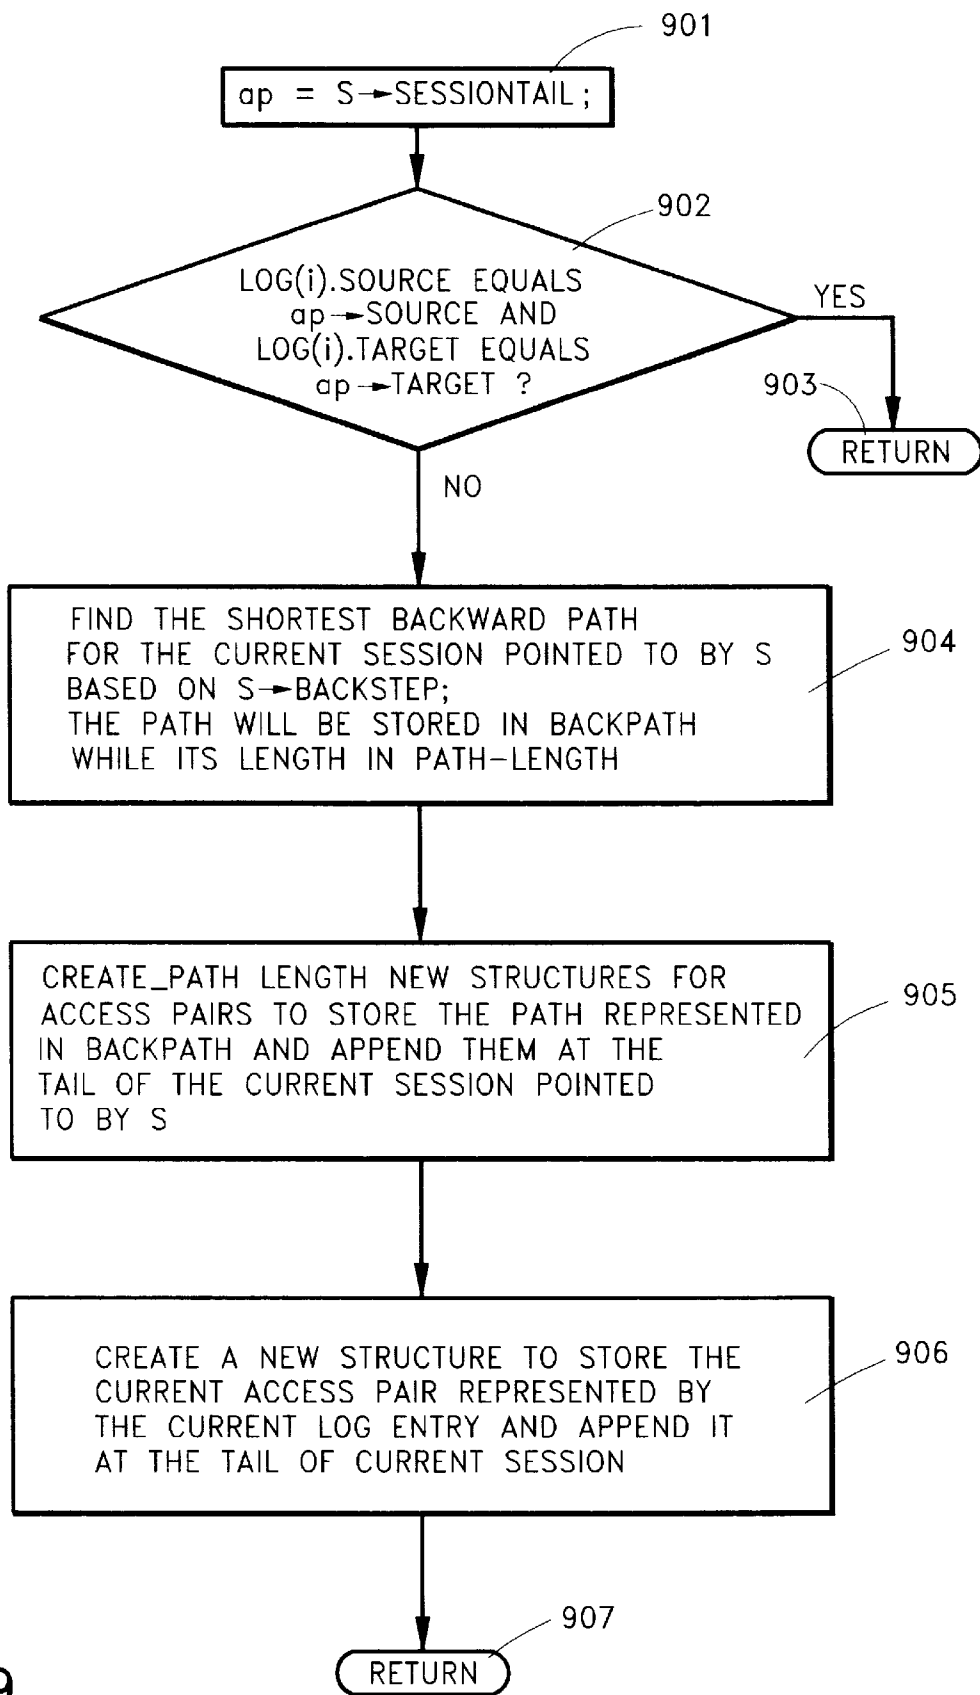 901
ap = S→SESSIONTAIL;
902
LOG(i).SOURCE EQUALS
ap→SOURCE AND
LOG(i).TARGET EQUALS
ap→TARGET ?
YES
903
RETURN
NO
FIND THE SHORTEST BACKWARD PATH
FOR THE CURRENT SESSION POINTED TO BY S
BASED ON S→BACKSTEP;
THE PATH WILL BE STORED IN BACKPATH
WHILE ITS LENGTH IN PATH-LENGTH
904
CREATE_PATH LENGTH NEW STRUCTURES FOR
ACCESS PAIRS TO STORE THE PATH REPRESENTED
IN BACKPATH AND APPEND THEM AT THE
TAIL OF THE CURRENT SESSION POINTED
TO BY S
905
CREATE A NEW STRUCTURE TO STORE THE
CURRENT ACCESS PAIR REPRESENTED BY
THE CURRENT LOG ENTRY AND APPEND IT
AT THE TAIL OF CURRENT SESSION
906
907
RETURN
9